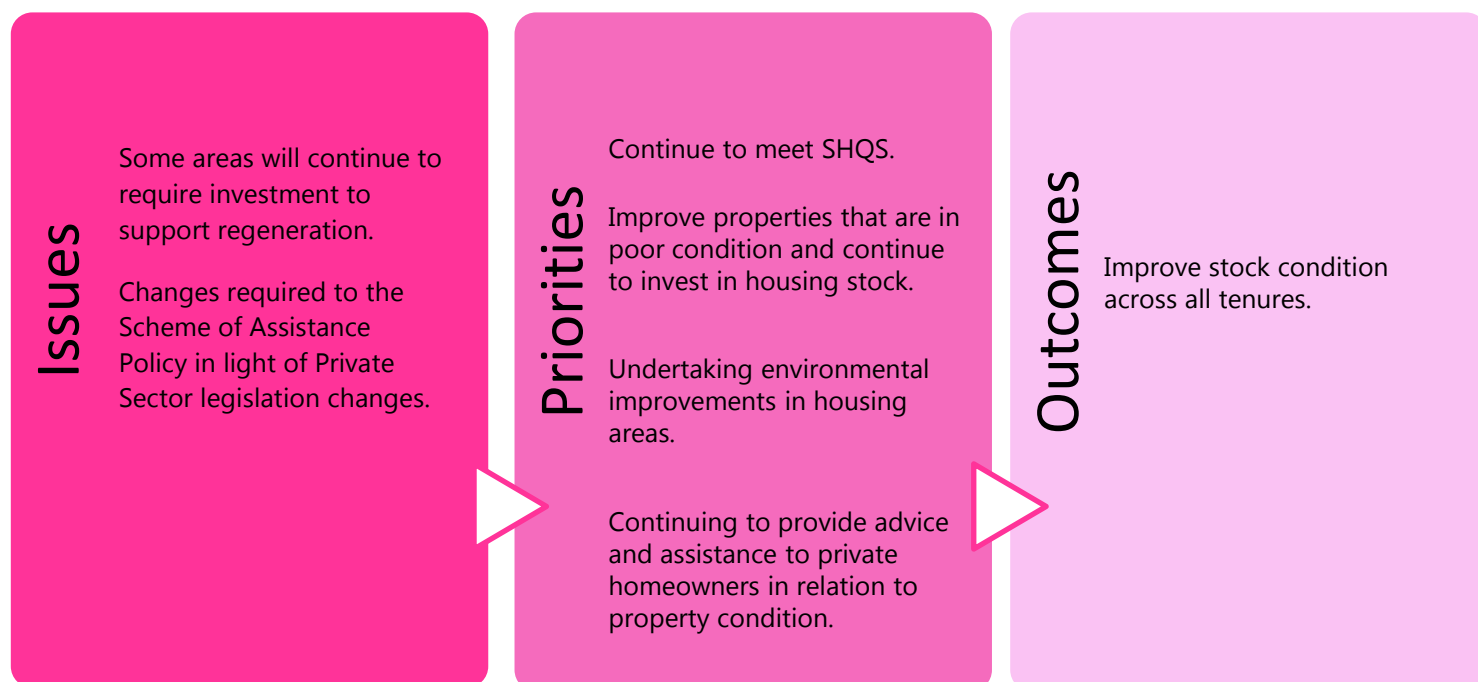 Issues
Some areas will continue to
require investment to
support regeneration.
Changes required to the
Scheme of Assistance
Policy in light of Private
Sector legislation changes.
Priorities
Continue to meet SHQS.
Improve properties that are in
poor condition and continue
to invest in housing stock.
Undertaking environmental
improvements in housing
areas.
Continuing to provide advice
and assistance to private
homeowners in relation to
property condition.
Outcomes
Improve stock condition
across all tenures.